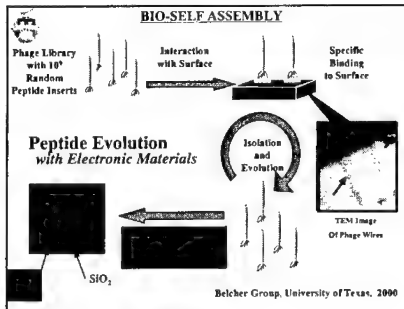 BIO-SELF ASSEMBLY
Phage Library
with 10⁹
Random
Peptide Inserts
Interaction
with Surface
Specific
Binding
to Surface
Peptide Evolution
with Electronic Materials
Isolation
and
Evolution
TEM Image
Of Phage Wires
SiO₂
Belcher Group, University of Texas, 2000